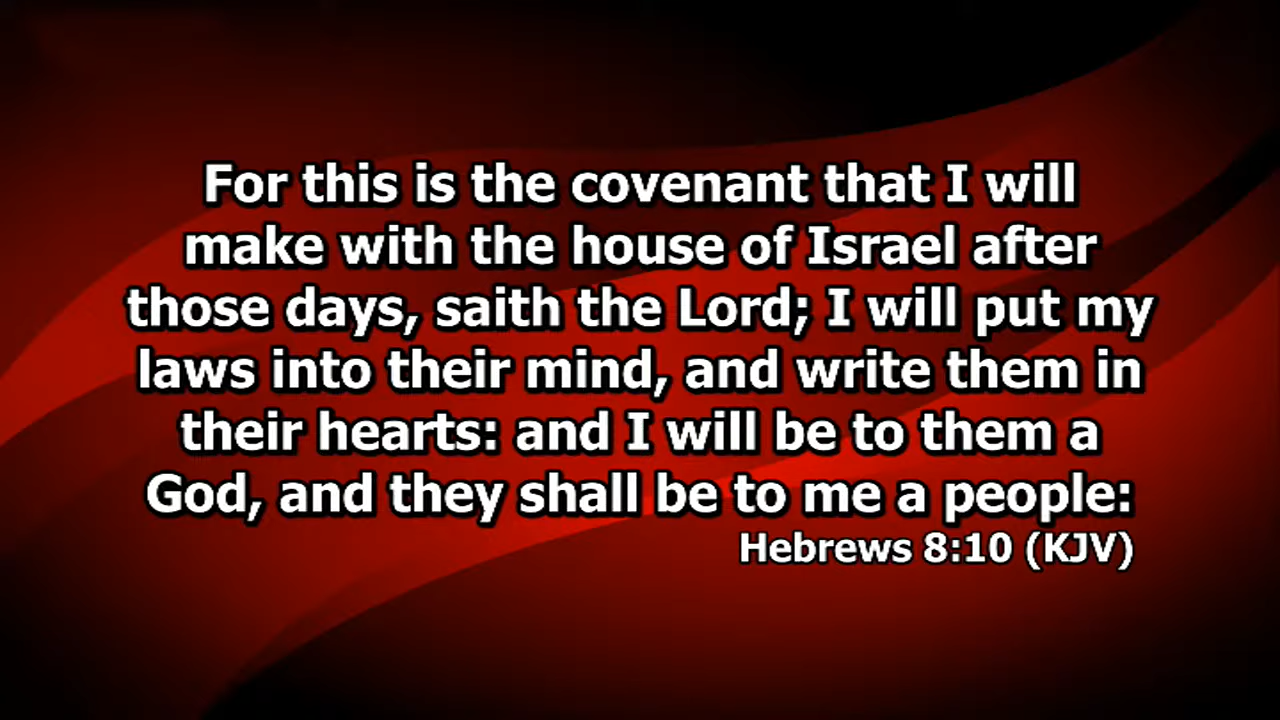 For this is the covenant that I will
make with the house of Israel after
those days, saith the Lord; I will put my
laws into their mind, and write them in
their hearts: and I will be to them a
God, and they shall be to me a people:
Hebrews 8:10 (KJV)